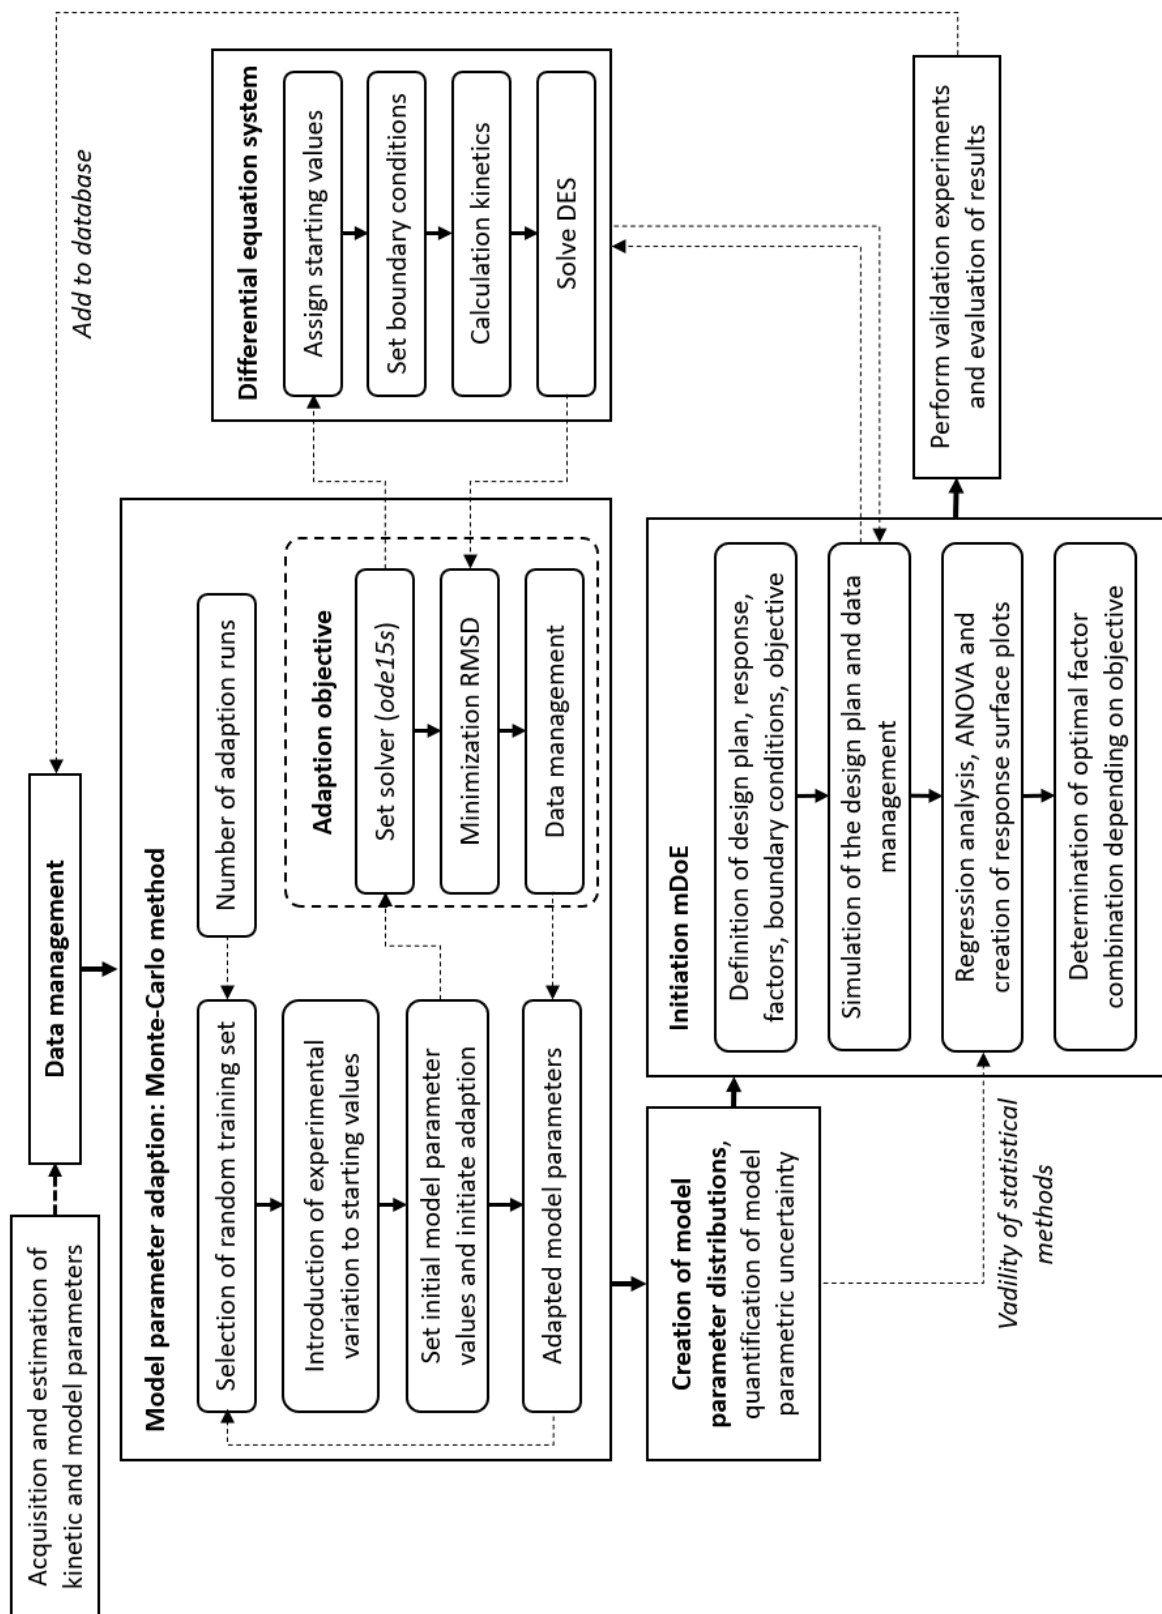 Acquisition and estimation of
kinetic and model parameters
Data management
Add to database
Model parameter adaption: Monte-Carlo method
Selection of random training set
Number of adaption runs
Introduction of experimental
variation to starting values
Set initial model parameter
values and initiate adaption
Adapted model parameters
Adaption objective
Set solver (ode15s)
Minimization RMSD
Data management
Differential equation system
Assign starting values
Set boundary conditions
Calculation kinetics
Solve DES
Creation of model
parameter distributions,
quantification of model
parametric uncertainty
Vadility of statistical
methods
Initiation mDoE
Definition of design plan, response,
factors, boundary conditions, objective
Simulation of the design plan and data
management
Regression analysis, ANOVA and
creation of response surface plots
Determination of optimal factor
combination depending on objective
Perform validation experiments
and evaluation of results